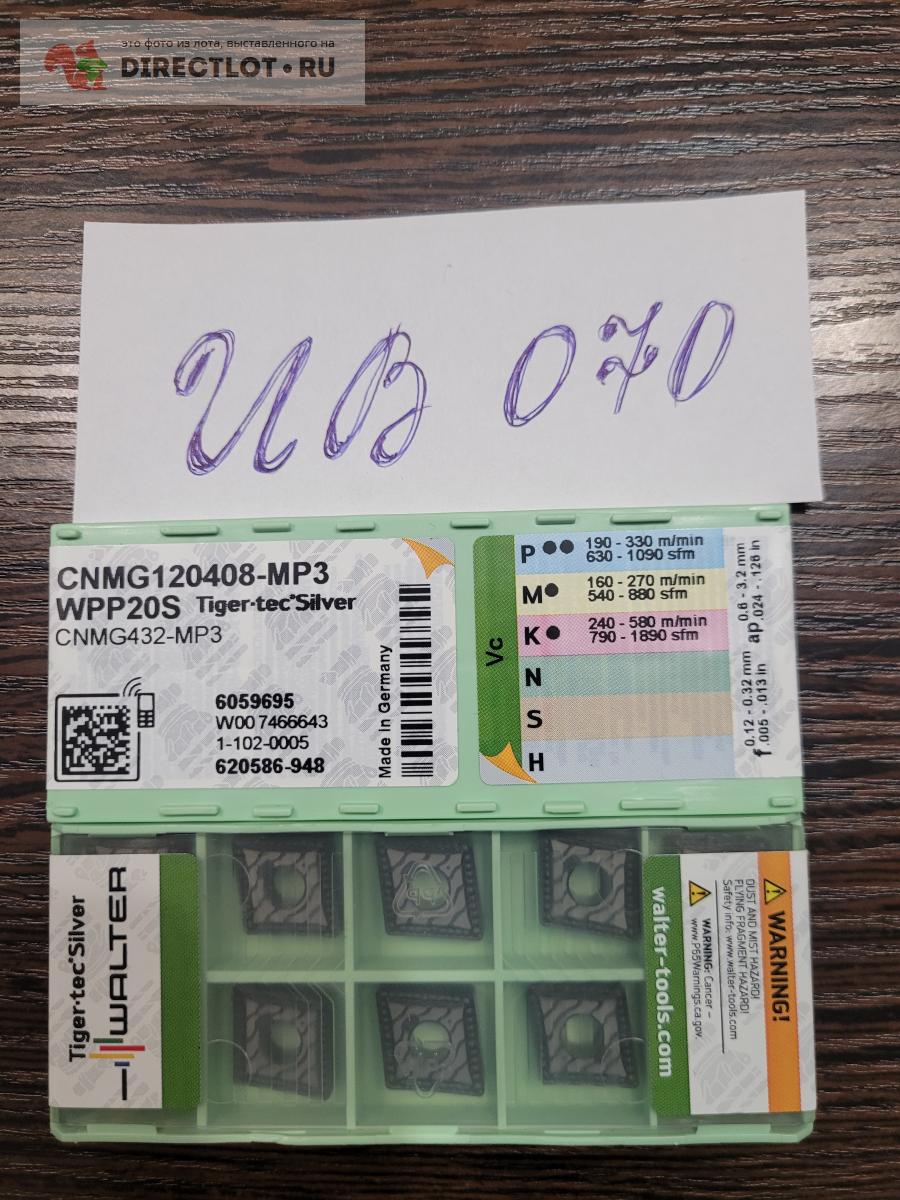 это фото из лота, выставленного на
DIRECTLOT.RU
ИВ 070
CNMG120408-MP3
WPP20S Tiger·tec®Silver
CNMG432-MP3
6059695
W00 7466643
1-102-0005
620586-948
Made in Germany
Vc
P ●● 190 - 330 m/min
630 - 1090 sfm
M ● 160 - 270 m/min
540 - 880 sfm
K ● 240 - 580 m/min
790 - 1890 sfm
N
S
H
ap 0.6 - 3.2 mm
.024 - .126 in
f 0.12 - 0.32 mm
.005 - .013 in
Tiger·tec®Silver
WALTER
walter-tools.com
WARNING!
DUST AND MIST HAZARD!
FLYING FRAGMENT HAZARD!
Safety info: www.walter-tools.com
WARNING: Cancer –
www.P65Warnings.ca.gov.